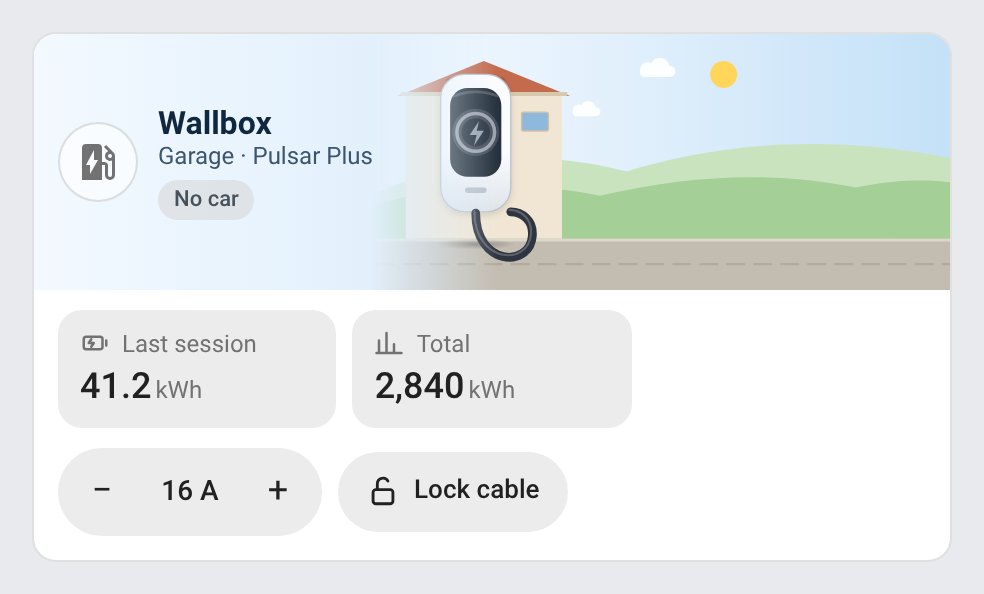 Wallbox
Garage · Pulsar Plus
No car
Last session
41.2 kWh
Total
2,840 kWh
− 16 A +
Lock cable